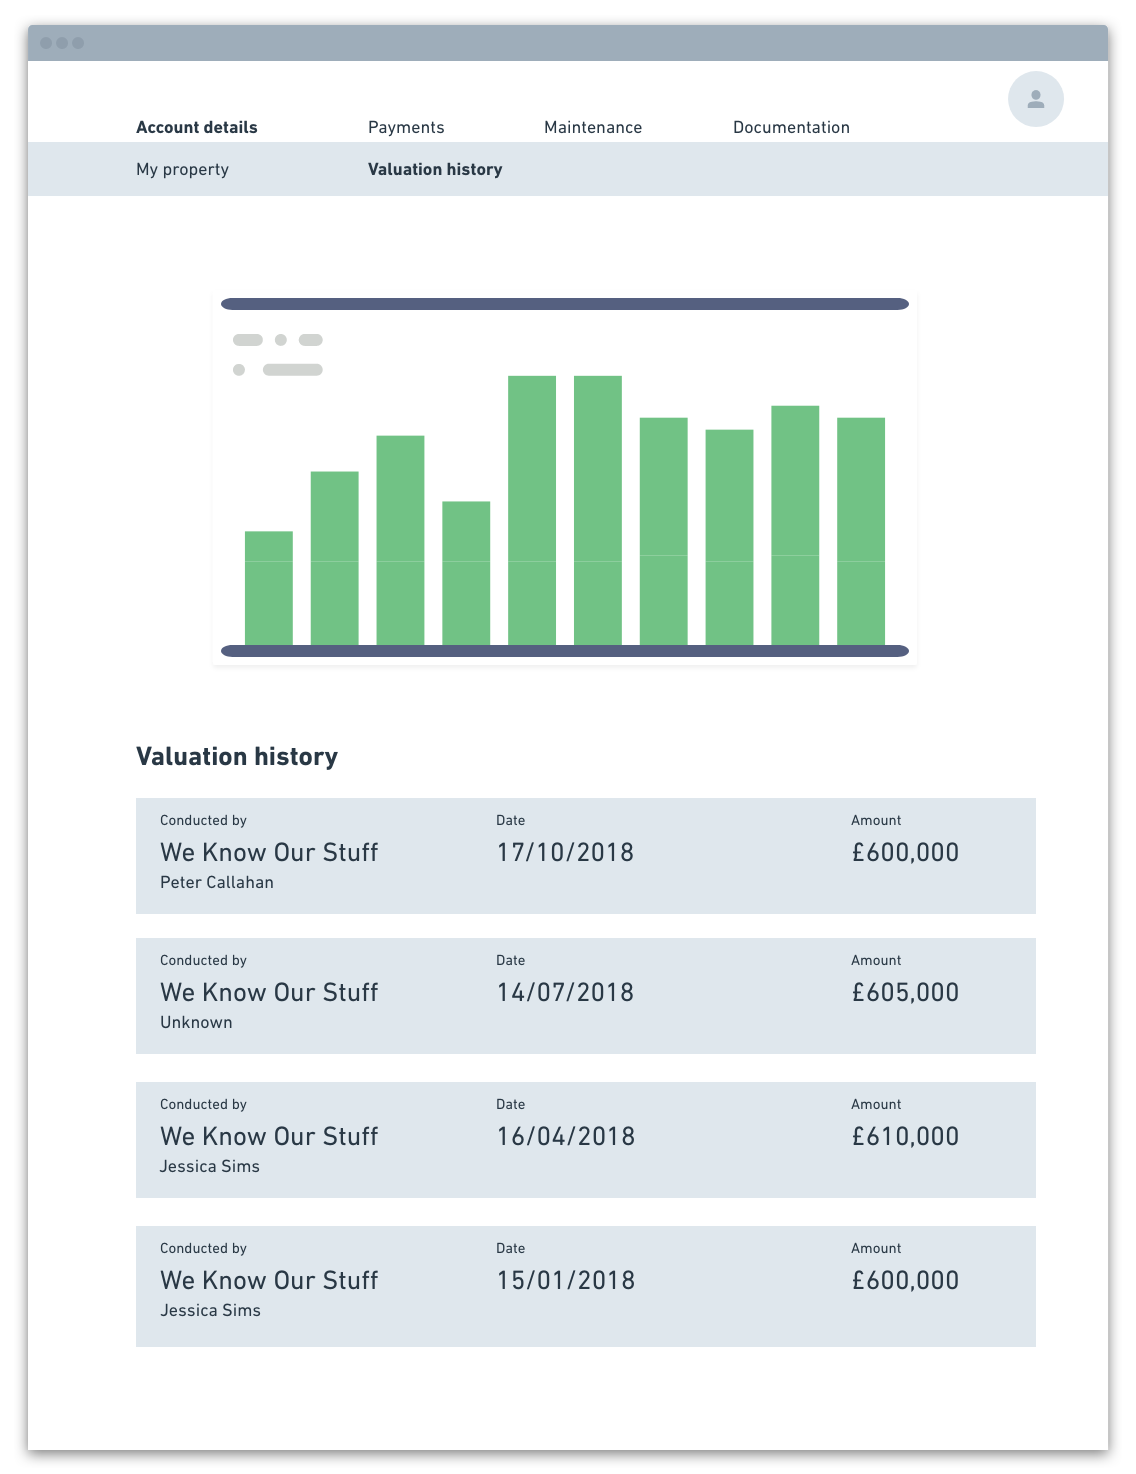 Account details Payments Maintenance Documentation
My property Valuation history
Valuation history
Conducted by Date Amount
We Know Our Stuff 17/10/2018 £600,000
Peter Callahan
Conducted by Date Amount
We Know Our Stuff 14/07/2018 £605,000
Unknown
Conducted by Date Amount
We Know Our Stuff 16/04/2018 £610,000
Jessica Sims
Conducted by Date Amount
We Know Our Stuff 15/01/2018 £600,000
Jessica Sims